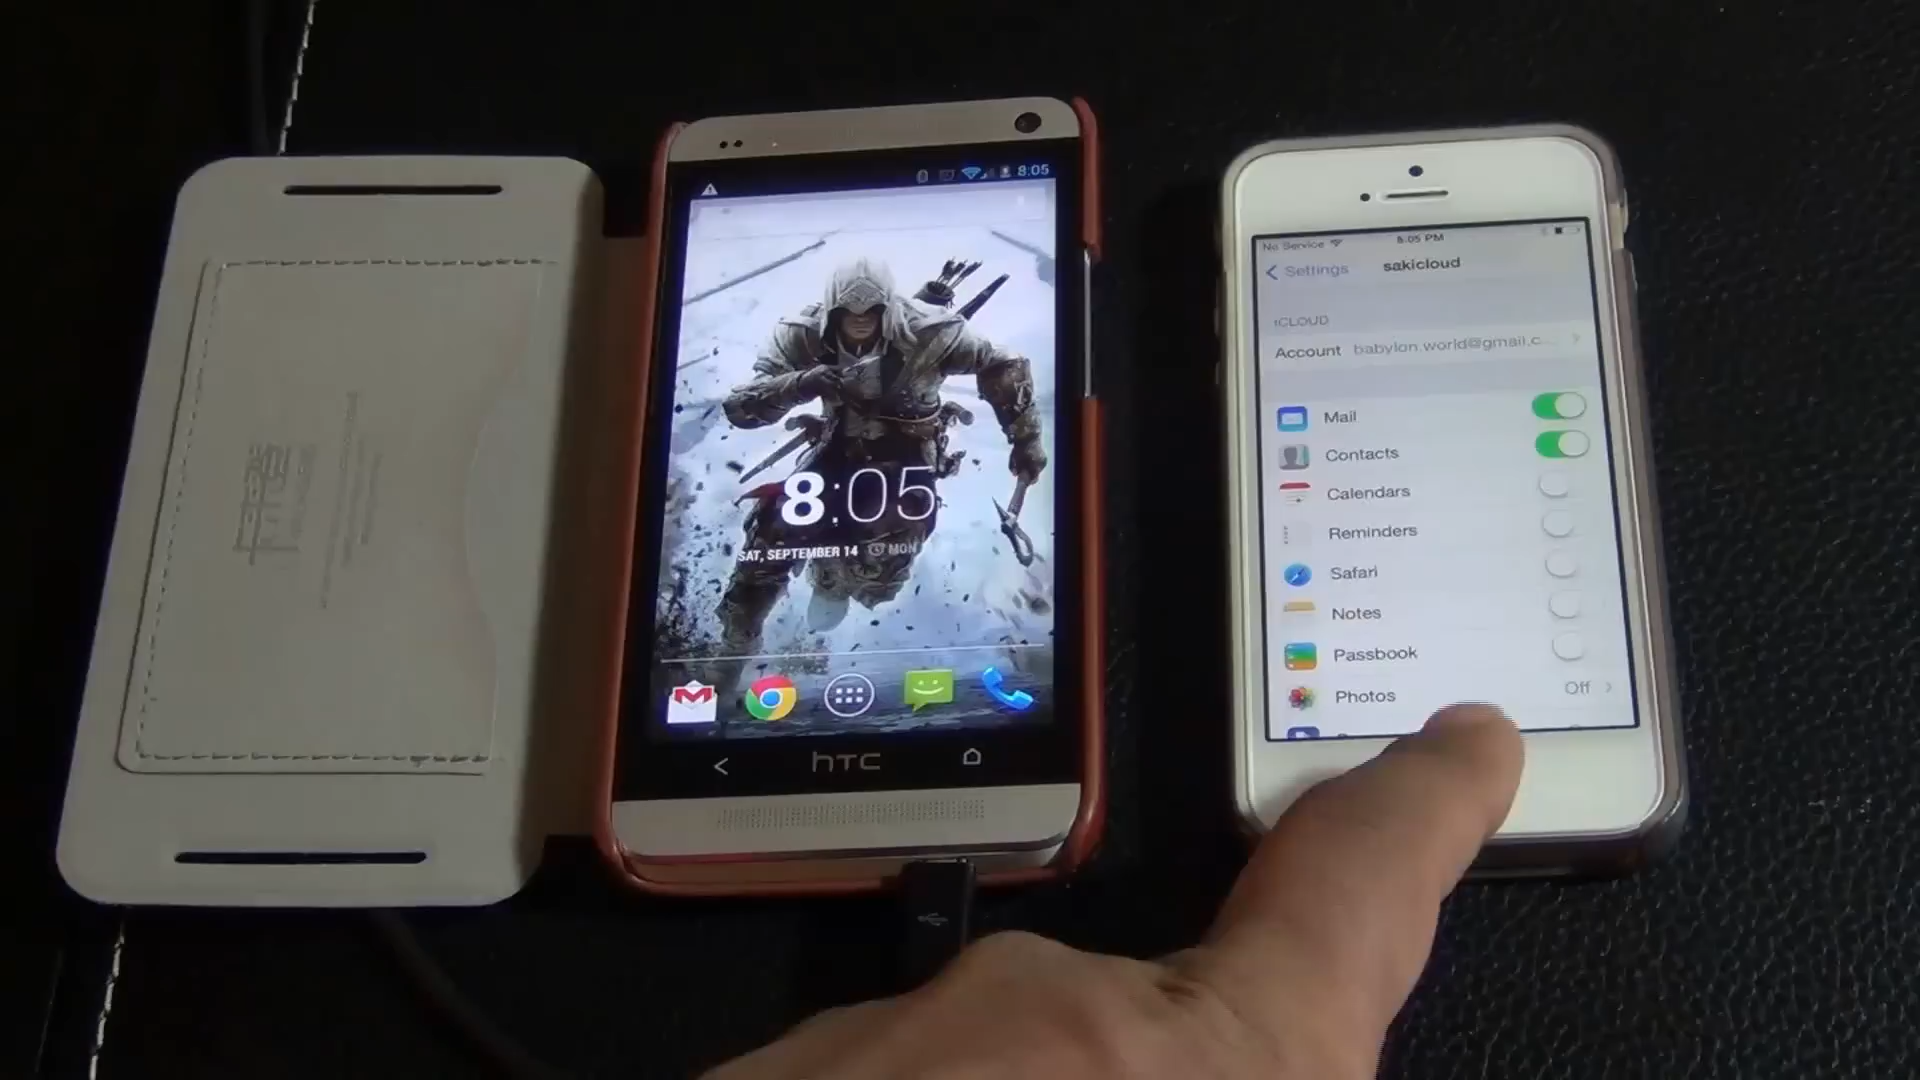 8:05
8:05
SAT, SEPTEMBER 14 MON
hTC
No Service 8:05 PM
Settings sakicloud
iCLOUD
Account babylon.world@gmail.c...
Mail
Contacts
Calendars
Reminders
Safari
Notes
Passbook
Photos Off